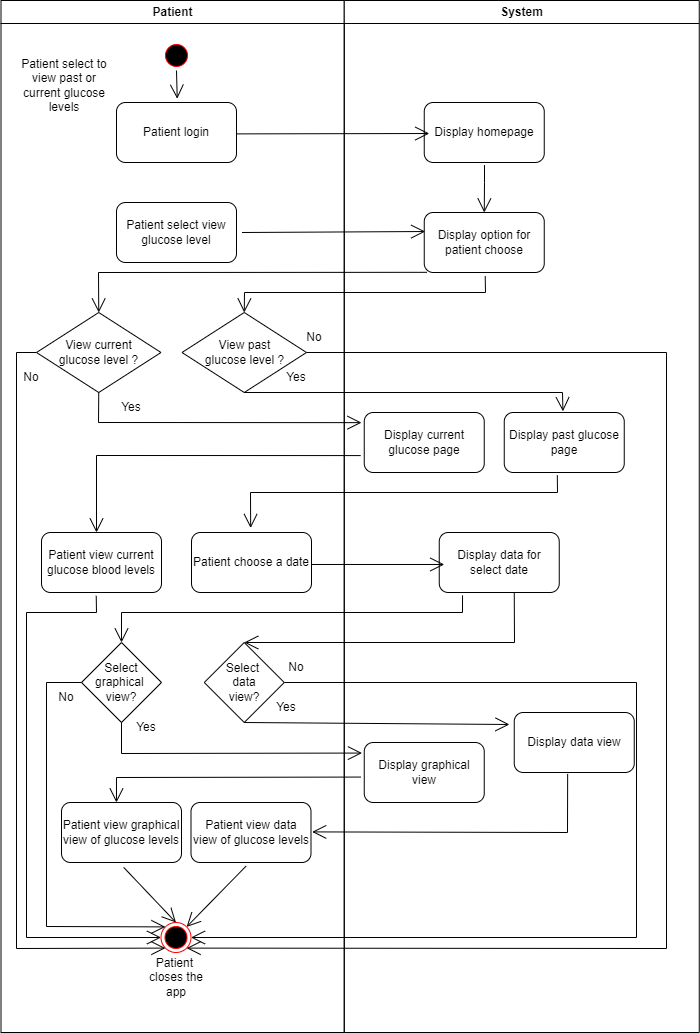 Patient
System
Patient select to
view past or
current glucose
levels
Patient login
Display homepage
Patient select view
glucose level
Display option for
patient choose
View current
glucose level ?
View past
glucose level ?
No
No
Yes
Yes
Display current
glucose page
Display past glucose
page
Patient view current
glucose blood levels
Patient choose a date
Display data for
select date
Select
graphical
view?
Select
data
view?
No
No
Yes
Yes
Display data view
Display graphical
view
Patient view graphical
view of glucose levels
Patient view data
view of glucose levels
Patient
closes the
app